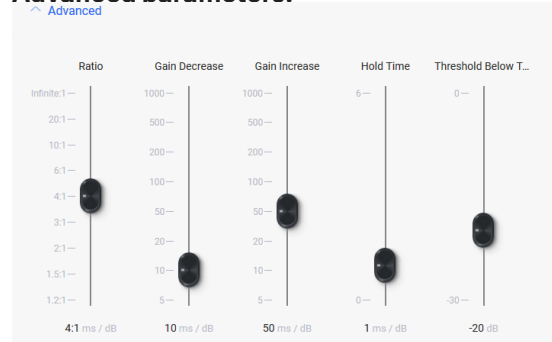 Advanced parameters:
Advanced
Ratio Gain Decrease Gain Increase Hold Time Threshold Below T...
Infinite:1 1000 1000 6 0
20:1 500 500
10:1 200 200
6:1 100 100
4:1 50 50
3:1
2:1 20 20
1.5:1 10 10
1.2:1 5 5 0 -30
4:1 ms / dB 10 ms / dB 50 ms / dB 1 ms / dB -20 dB